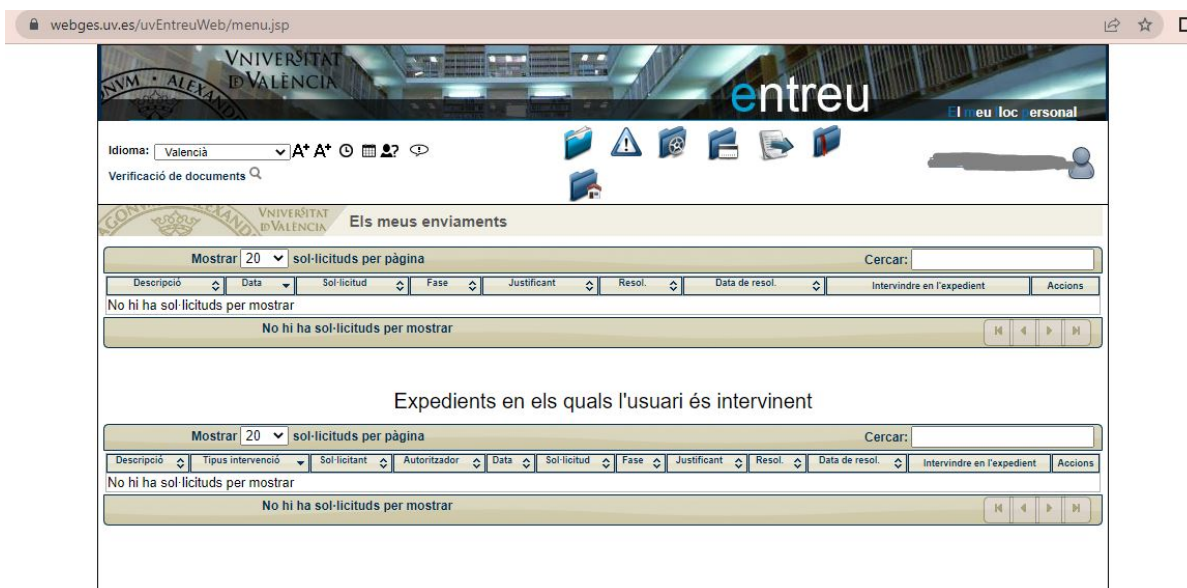 webges.uv.es/uvEntreuWeb/menu.jsp
VNIVERSITAT
ID VALÈNCIA
entreu
El meu lloc personal
Idioma: Valencià A+ A+
Verificació de documents
VNIVERSITAT
ID VALÈNCIA
Els meus enviaments
Mostrar 20 sol·licituds per pàgina Cercar:
Descripció Data Sol·licitud Fase Justificant Resol. Data de resol. Intervindre en l'expedient Accions
No hi ha sol·licituds per mostrar
No hi ha sol·licituds per mostrar
Expedients en els quals l'usuari és intervinent
Mostrar 20 sol·licituds per pàgina Cercar:
Descripció Tipus intervenció Sol·licitant Autoritzador Data Sol·licitud Fase Justificant Resol. Data de resol. Intervindre en l'expedient Accions
No hi ha sol·licituds per mostrar
No hi ha sol·licituds per mostrar